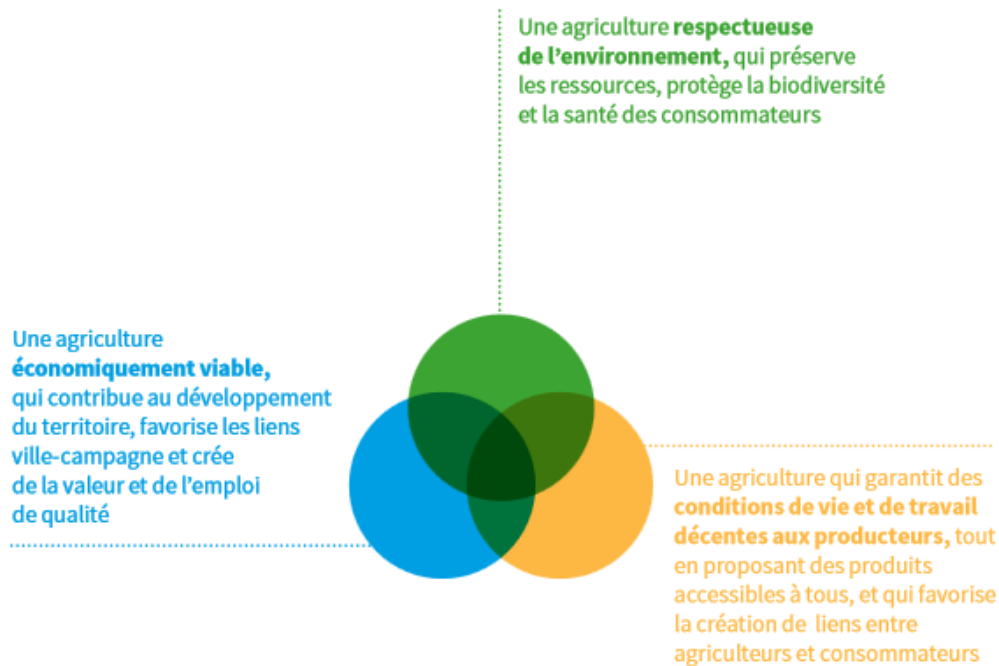 Une agriculture respectueuse
de l’environnement, qui préserve
les ressources, protège la biodiversité
et la santé des consommateurs
Une agriculture
économiquement viable,
qui contribue au développement
du territoire, favorise les liens
ville-campagne et crée
de la valeur et de l’emploi
de qualité
Une agriculture qui garantit des
conditions de vie et de travail
décentes aux producteurs, tout
en proposant des produits
accessibles à tous, et qui favorise
la création de liens entre
agriculteurs et consommateurs